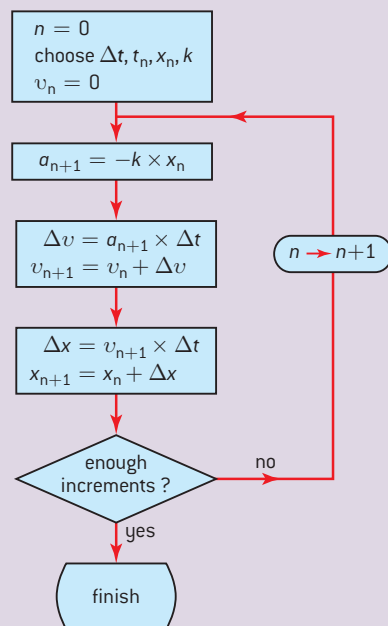 n = 0
choose Δt, tₙ, xₙ, k
υₙ = 0
aₙ₊₁ = −k × xₙ
Δυ = aₙ₊₁ × Δt
υₙ₊₁ = υₙ + Δυ
n → n+1
Δx = υₙ₊₁ × Δt
xₙ₊₁ = xₙ + Δx
enough
increments ?
no
yes
finish